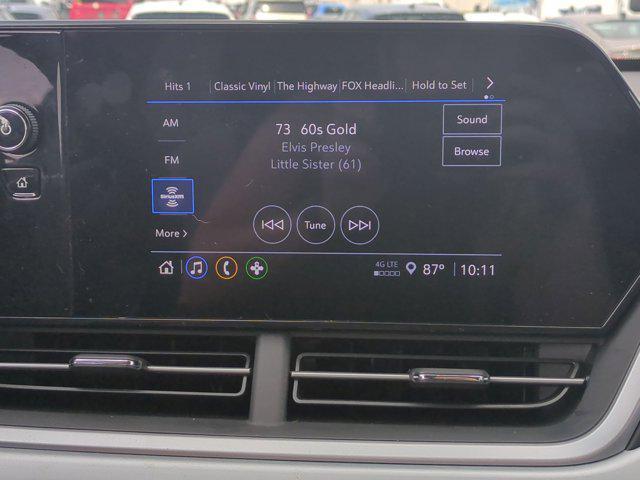 Hits 1 Classic Vinyl The Highway FOX Headli... Hold to Set >
AM
73 60s Gold
Sound
Elvis Presley
Browse
FM
Little Sister (61)
SiriusXM
More >
Tune
4G LTE
87° 10:11